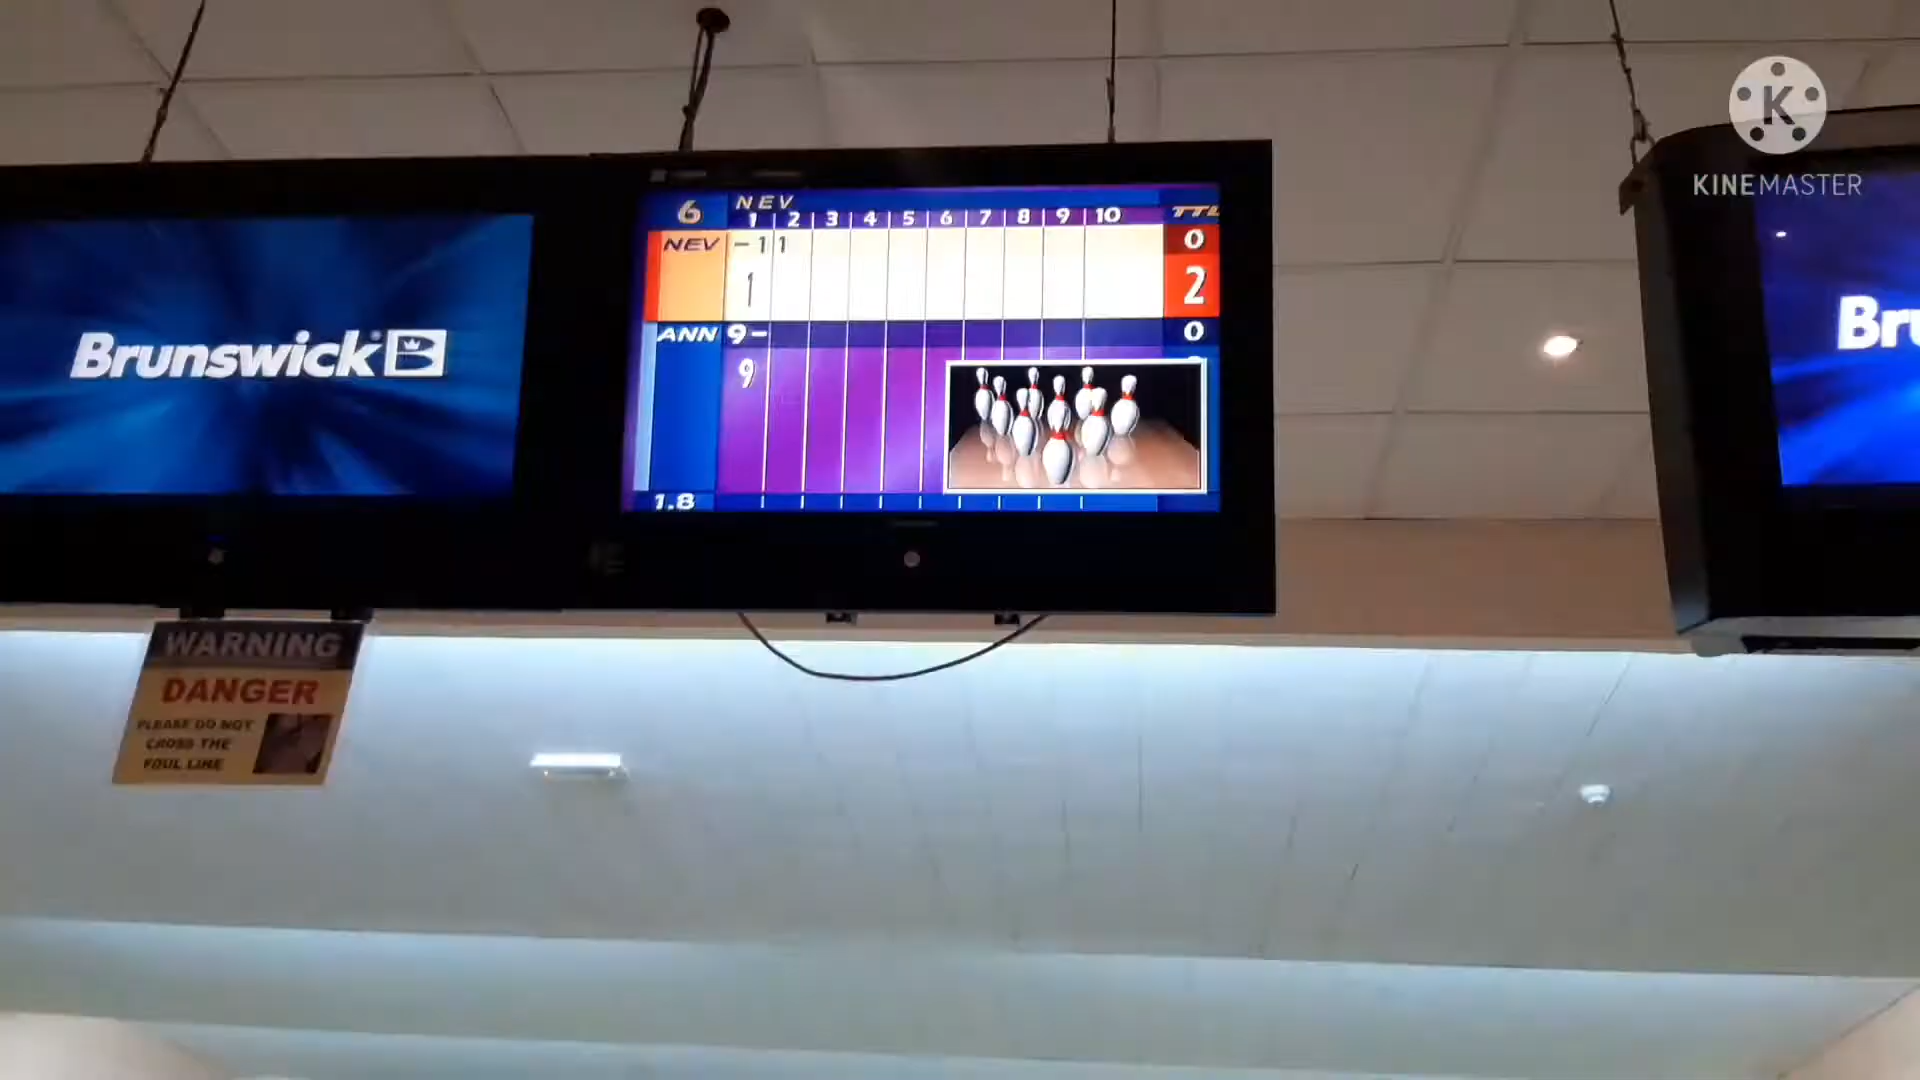 KINEMASTER
Brunswick
6 NEV
1 2 3 4 5 6 7 8 9 10 TTL
NEV - 1 1 0
1 2
ANN 9 - 0
9
1.8
Bru
WARNING
DANGER
PLEASE DO NOT
CROSS THE
FOUL LINE